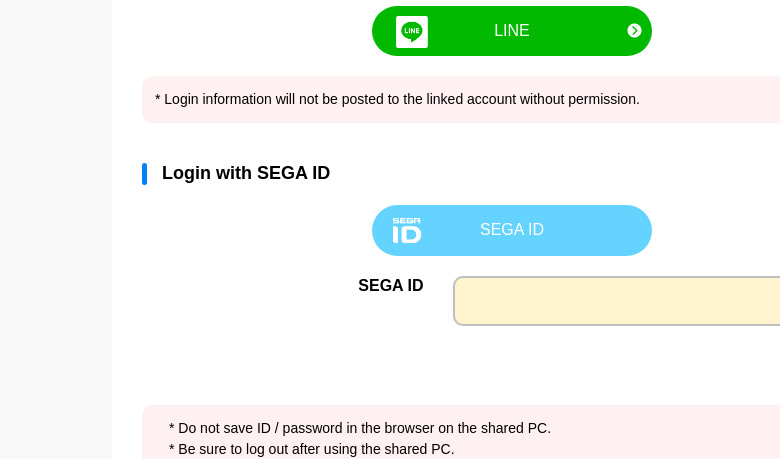 LINE LINE
* Login information will not be posted to the linked account without permission.
Login with SEGA ID
SEGA ID SEGA ID
SEGA ID
* Do not save ID / password in the browser on the shared PC.
* Be sure to log out after using the shared PC.